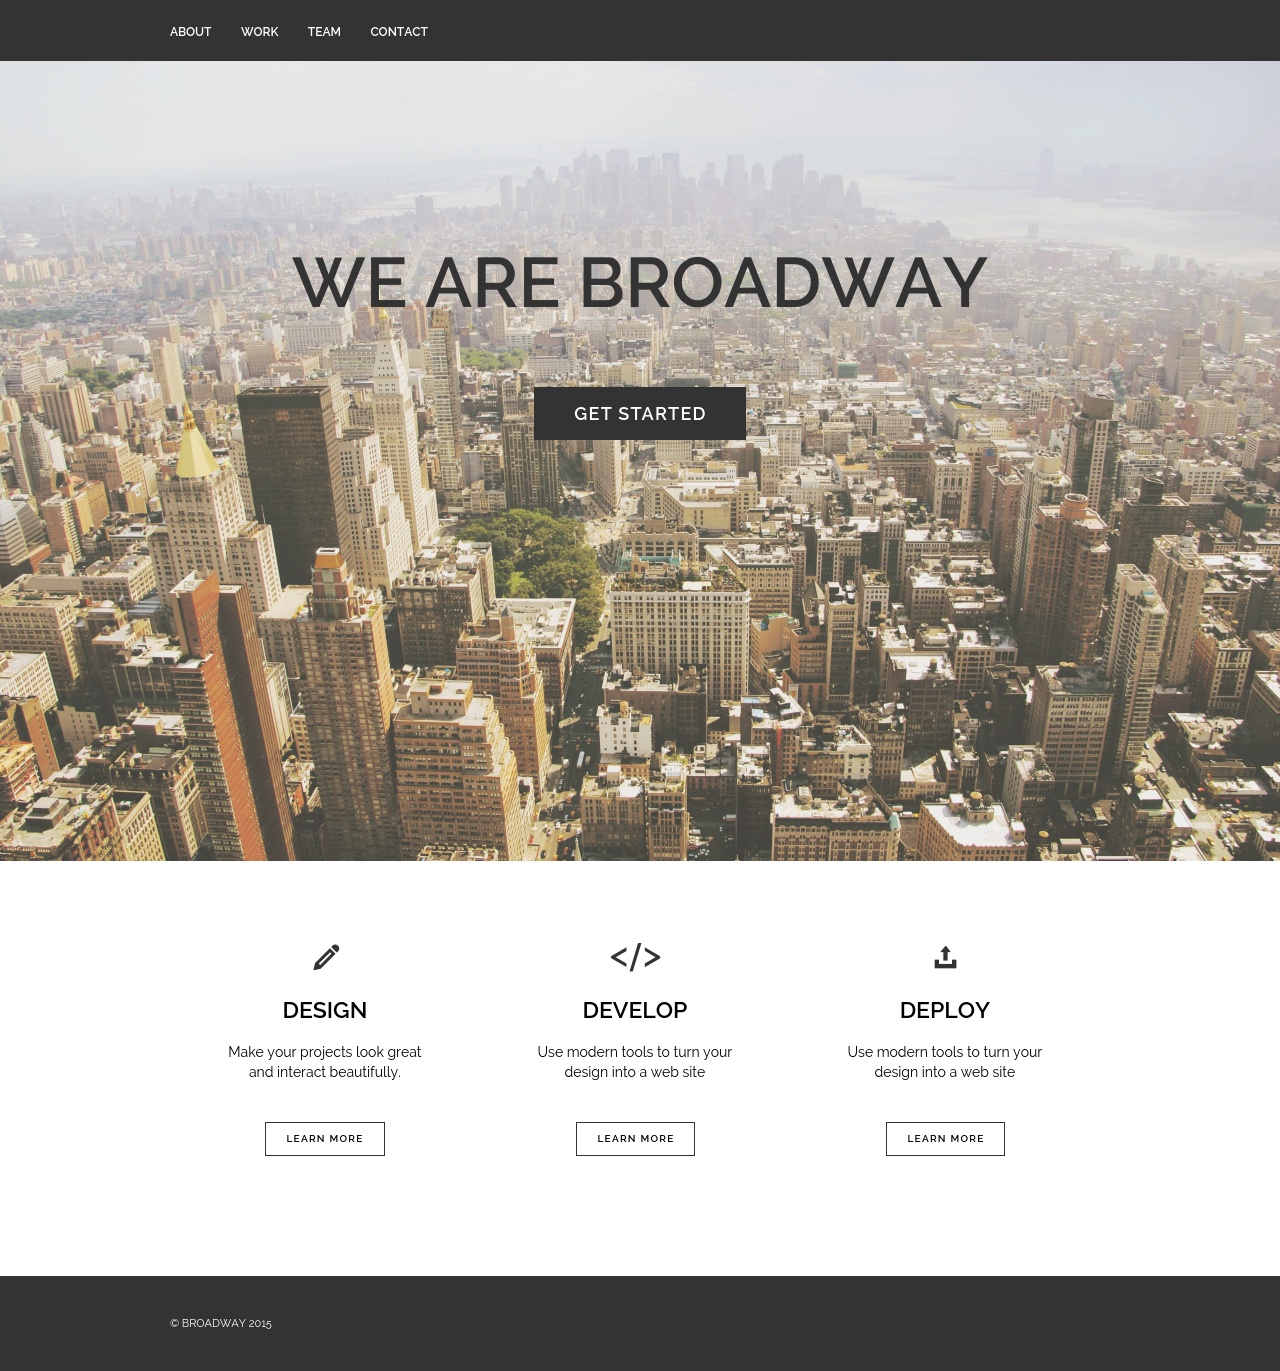 ABOUT WORK TEAM CONTACT
WE ARE BROADWAY
GET STARTED
</>
DESIGN
Make your projects look great
and interact beautifully.
LEARN MORE
DEVELOP
Use modern tools to turn your
design into a web site
LEARN MORE
DEPLOY
Use modern tools to turn your
design into a web site
LEARN MORE
© BROADWAY 2015